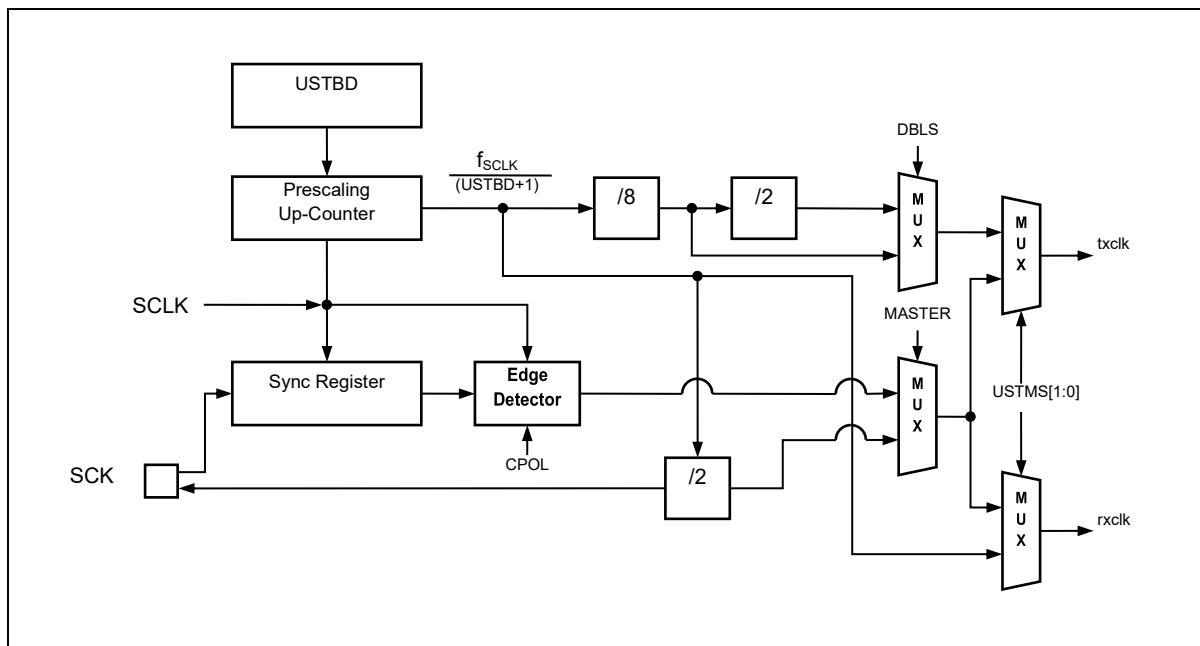 USTBD
DBLS
fSCLK
(USTBD+1)
Prescaling
Up-Counter
/8
/2
M
U
X
M
U
X
txclk
SCLK
MASTER
Sync Register
Edge
Detector
M
U
X
USTMS[1:0]
CPOL
SCK
/2
M
U
X
rxclk